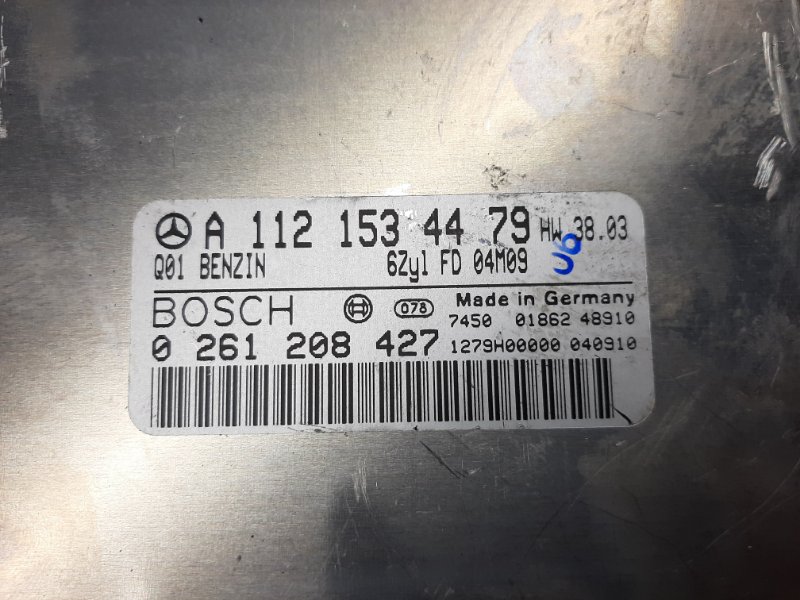 A 112 153 44 79 HW 38.03
Q01 BENZIN 6Zyl FD 04M09
BOSCH 078 Made in Germany
7450 01862 48910
0 261 208 427 1279H00000 040910